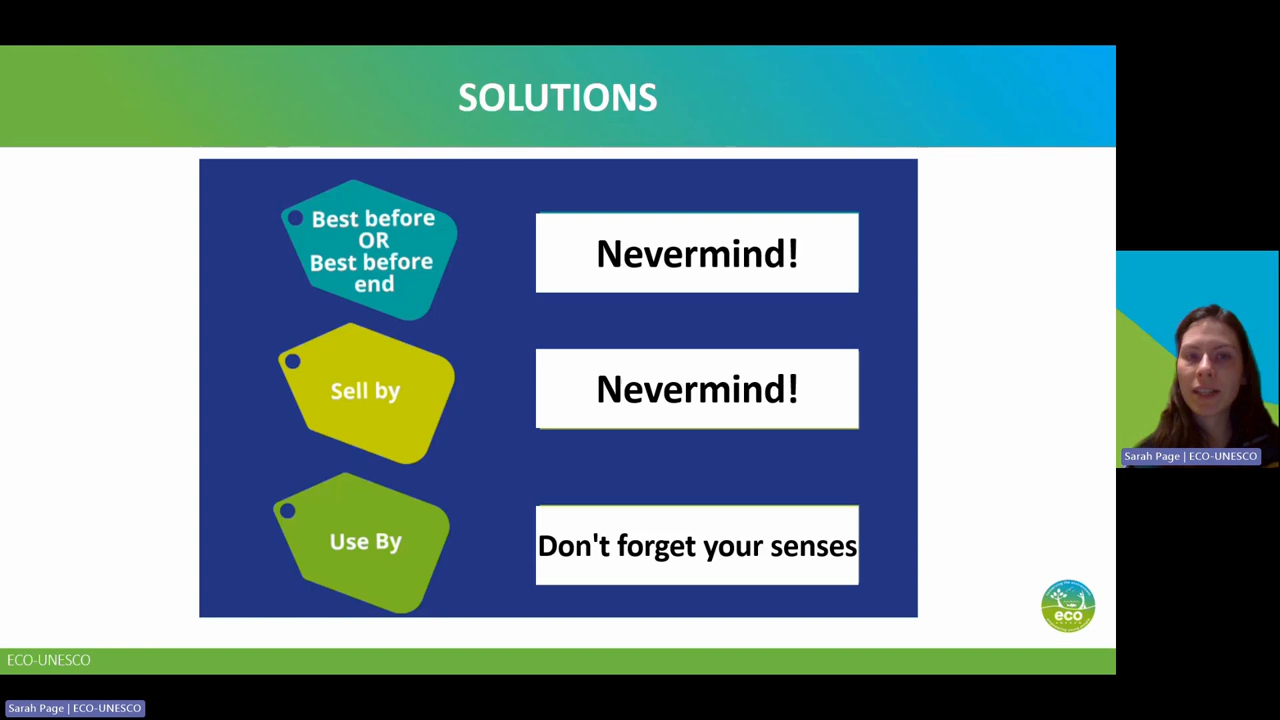 SOLUTIONS
Best before
OR
Best before
end
Nevermind!
Sell by
Nevermind!
Use By
Don't forget your senses
eco
ECO-UNESCO
Sarah Page | ECO-UNESCO
Sarah Page | ECO-UNESCO